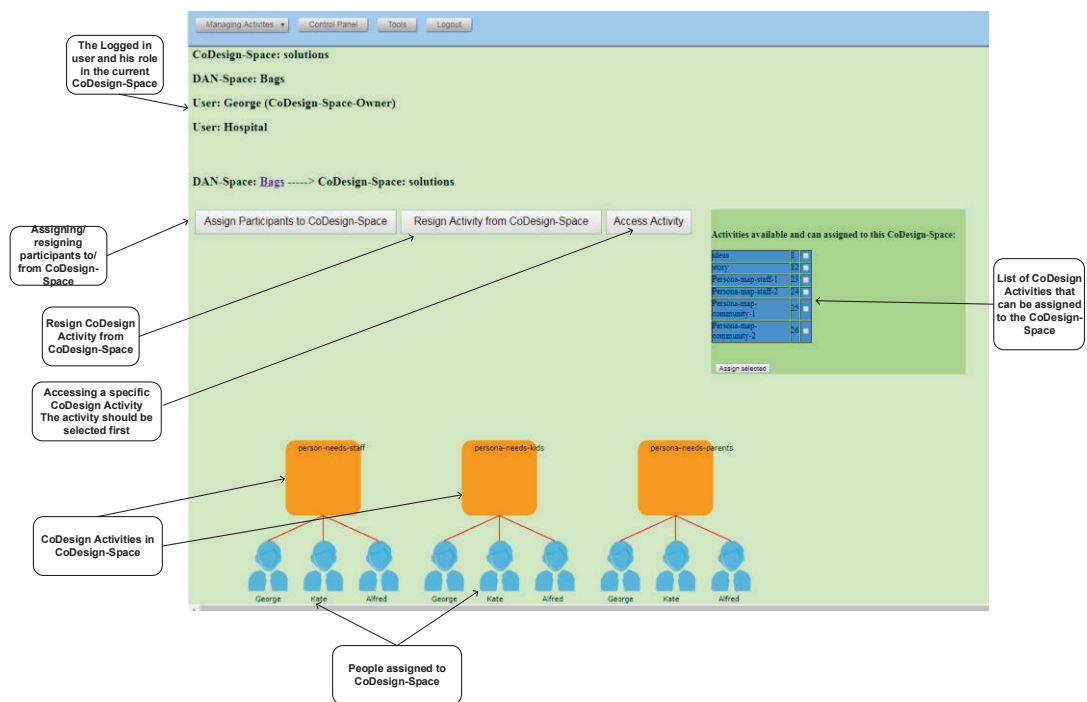 Managing Activites
Control Panel
Tools
Logout
The Logged in
user and his role
in the current
CoDesign-Space
CoDesign-Space: solutions
DAN-Space: Bags
User: George (CoDesign-Space-Owner)
User: Hospital
DAN-Space: Bags -----> CoDesign-Space: solutions
Assigning/
resigning
participants to/
from CoDesign-
Space
Assign Participants to CoDesign-Space
Resign Activity from CoDesign-Space
Access Activity
Activities available and can assigned to this CoDesign-Space:
ideas 1
story 12
Persona-map-staff-1 23
Persona-map-staff-2 24
Persona-map-
community-1 25
Persona-map-
community-2 26
Assign selected
List of CoDesign
Activities that
can be assigned
to the CoDesign-
Space
Resign CoDesign
Activity from
CoDesign-Space
Accessing a specific
CoDesign Activity
The activity should be
selected first
person-needs-staff
persona-needs-kids
persona-needs-parents
CoDesign Activities in
CoDesign-Space
George Kate Alfred
George Kate Alfred
George Kate Alfred
People assigned to
CoDesign-Space